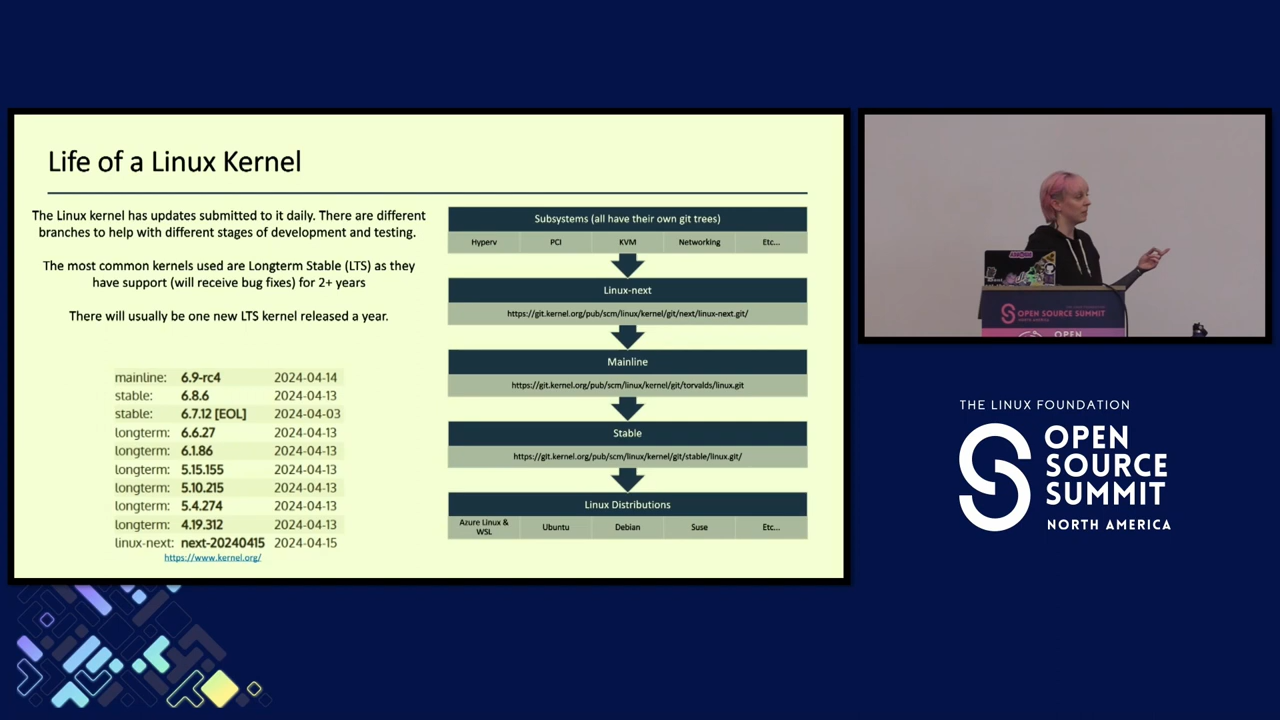 Life of a Linux Kernel
The Linux kernel has updates submitted to it daily. There are different
branches to help with different stages of development and testing.
The most common kernels used are Longterm Stable (LTS) as they
have support (will receive bug fixes) for 2+ years
There will usually be one new LTS kernel released a year.
mainline: 6.9-rc4 2024-04-14
stable: 6.8.6 2024-04-13
stable: 6.7.12 [EOL] 2024-04-03
longterm: 6.6.27 2024-04-13
longterm: 6.1.86 2024-04-13
longterm: 5.15.155 2024-04-13
longterm: 5.10.215 2024-04-13
longterm: 5.4.274 2024-04-13
longterm: 4.19.312 2024-04-13
linux-next: next-20240415 2024-04-15
https://www.kernel.org/
Subsystems (all have their own git trees)
Hyperv PCI KVM Networking Etc...
Linux-next
https://git.kernel.org/pub/scm/linux/kernel/git/next/linux-next.git/
Mainline
https://git.kernel.org/pub/scm/linux/kernel/git/torvalds/linux.git
Stable
https://git.kernel.org/pub/scm/linux/kernel/git/stable/linux.git/
Linux Distributions
Azure Linux &
WSL
Ubuntu Debian Suse Etc...
OPEN SOURCE SUMMIT
OPEN
THE LINUX FOUNDATION
OPEN
SOURCE
SUMMIT
NORTH AMERICA